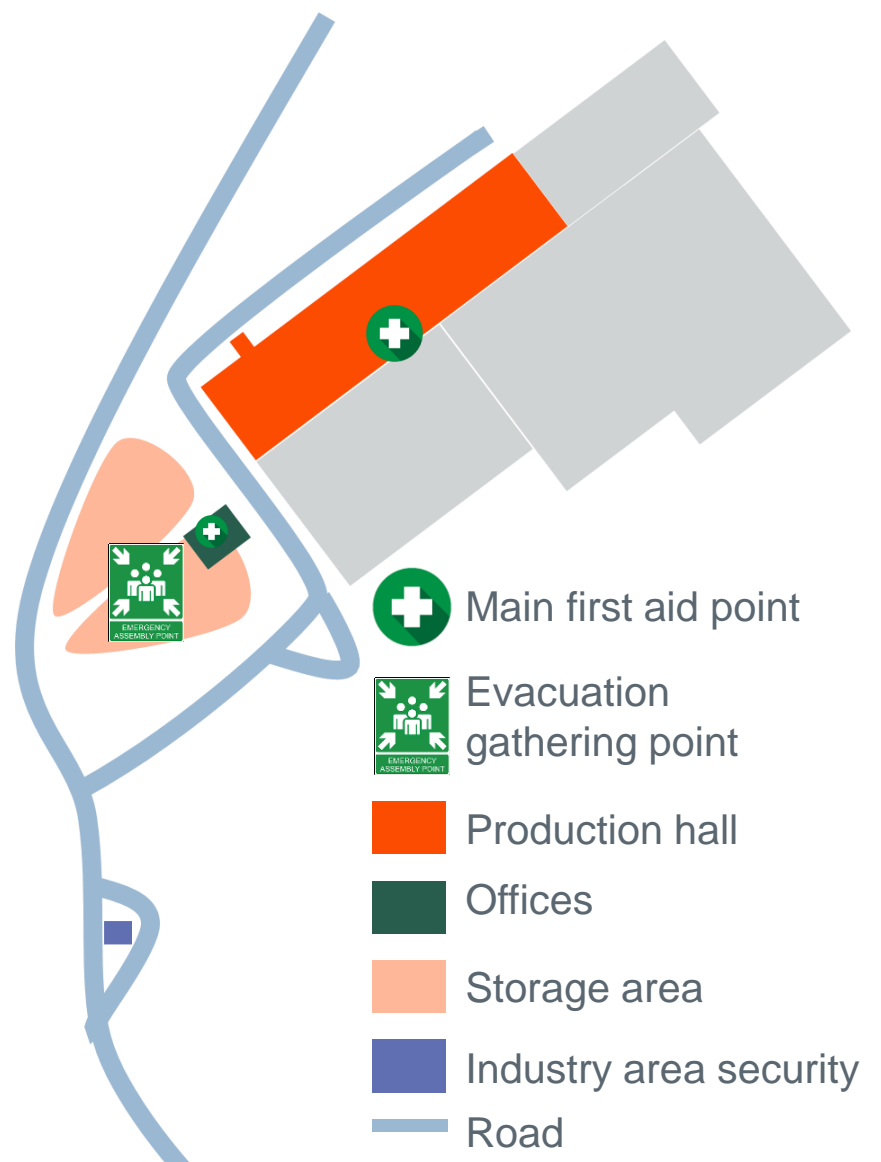 EMERGENCY
ASSEMBLY POINT
Main first aid point
Evacuation
gathering point
EMERGENCY
ASSEMBLY POINT
Production hall
Offices
Storage area
Industry area security
Road